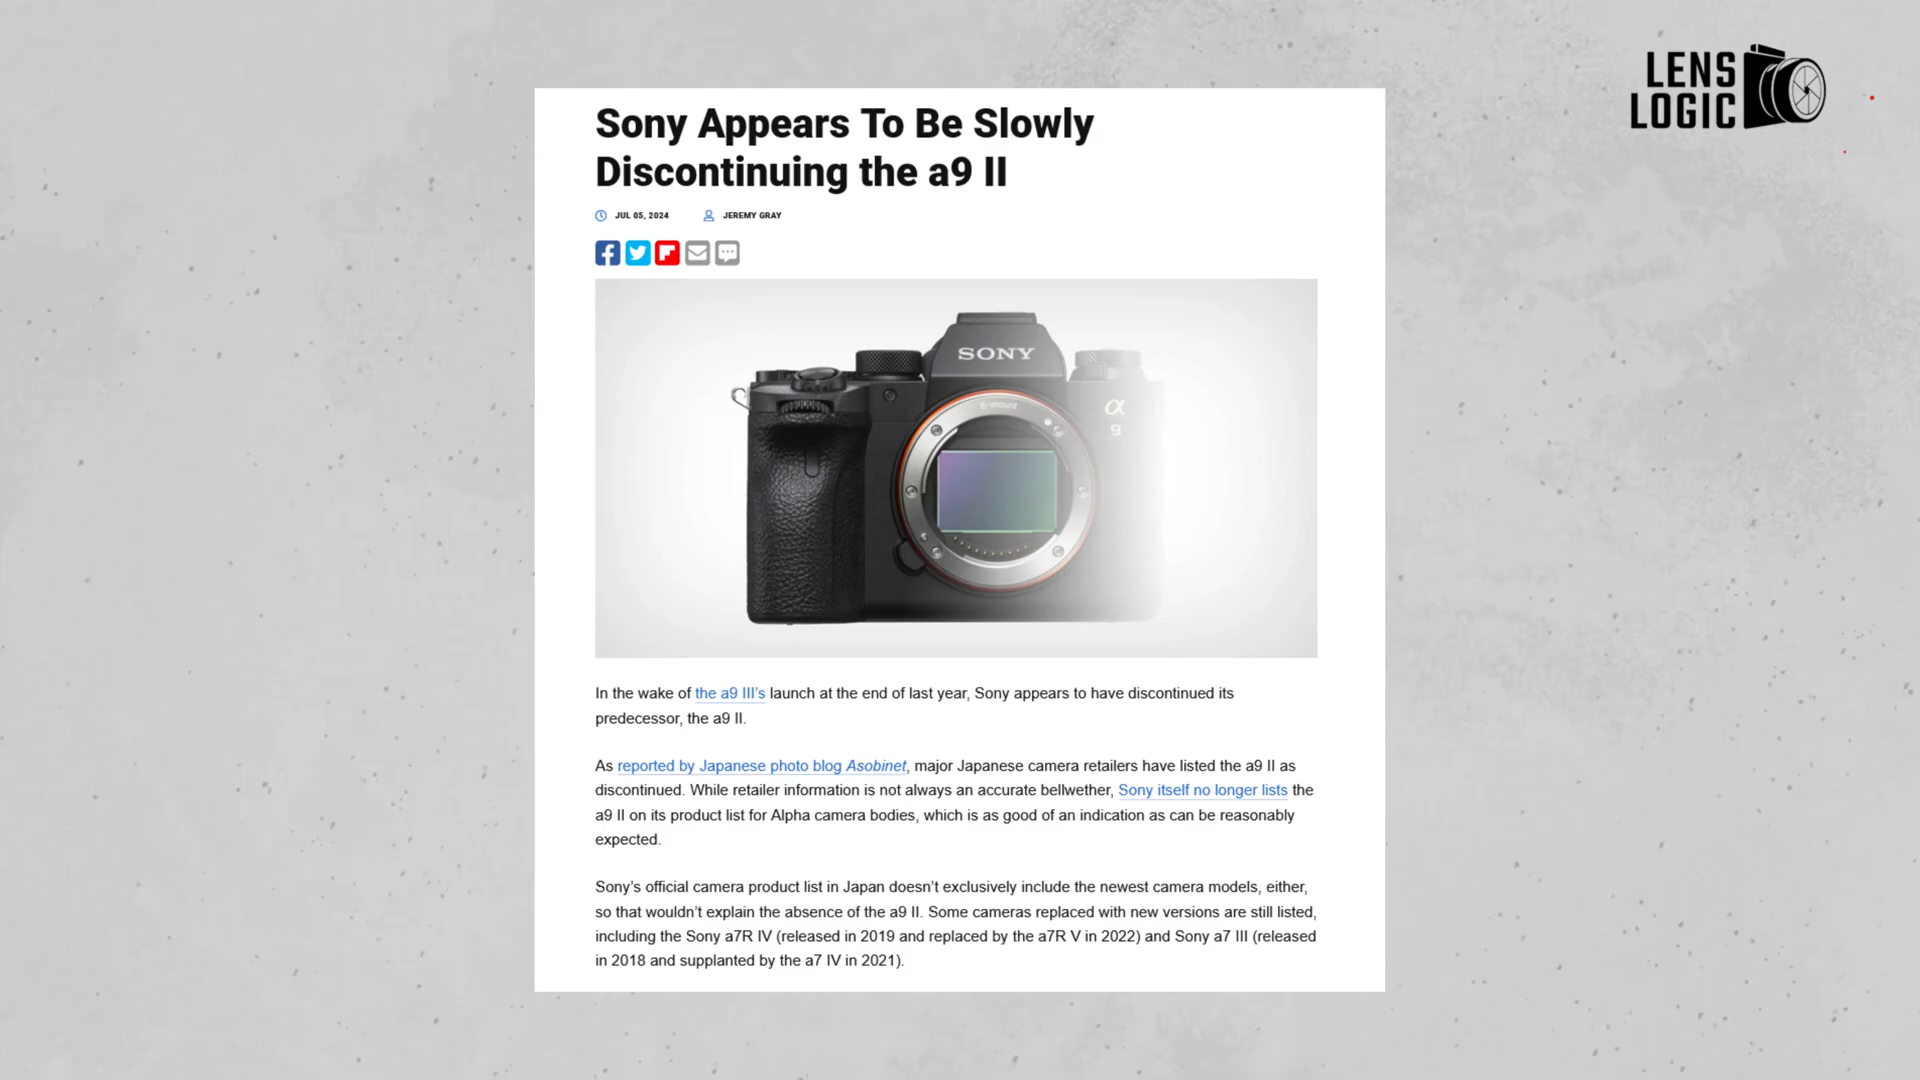 LENS
LOGIC
Sony Appears To Be Slowly
Discontinuing the a9 II
JUL 05, 2024 JEREMY GRAY
SONY
α
9
E-mount
In the wake of the a9 III’s launch at the end of last year, Sony appears to have discontinued its
predecessor, the a9 II.
As reported by Japanese photo blog Asobinet, major Japanese camera retailers have listed the a9 II as
discontinued. While retailer information is not always an accurate bellwether, Sony itself no longer lists the
a9 II on its product list for Alpha camera bodies, which is as good of an indication as can be reasonably
expected.
Sony’s official camera product list in Japan doesn’t exclusively include the newest camera models, either,
so that wouldn’t explain the absence of the a9 II. Some cameras replaced with new versions are still listed,
including the Sony a7R IV (released in 2019 and replaced by the a7R V in 2022) and Sony a7 III (released
in 2018 and supplanted by the a7 IV in 2021).